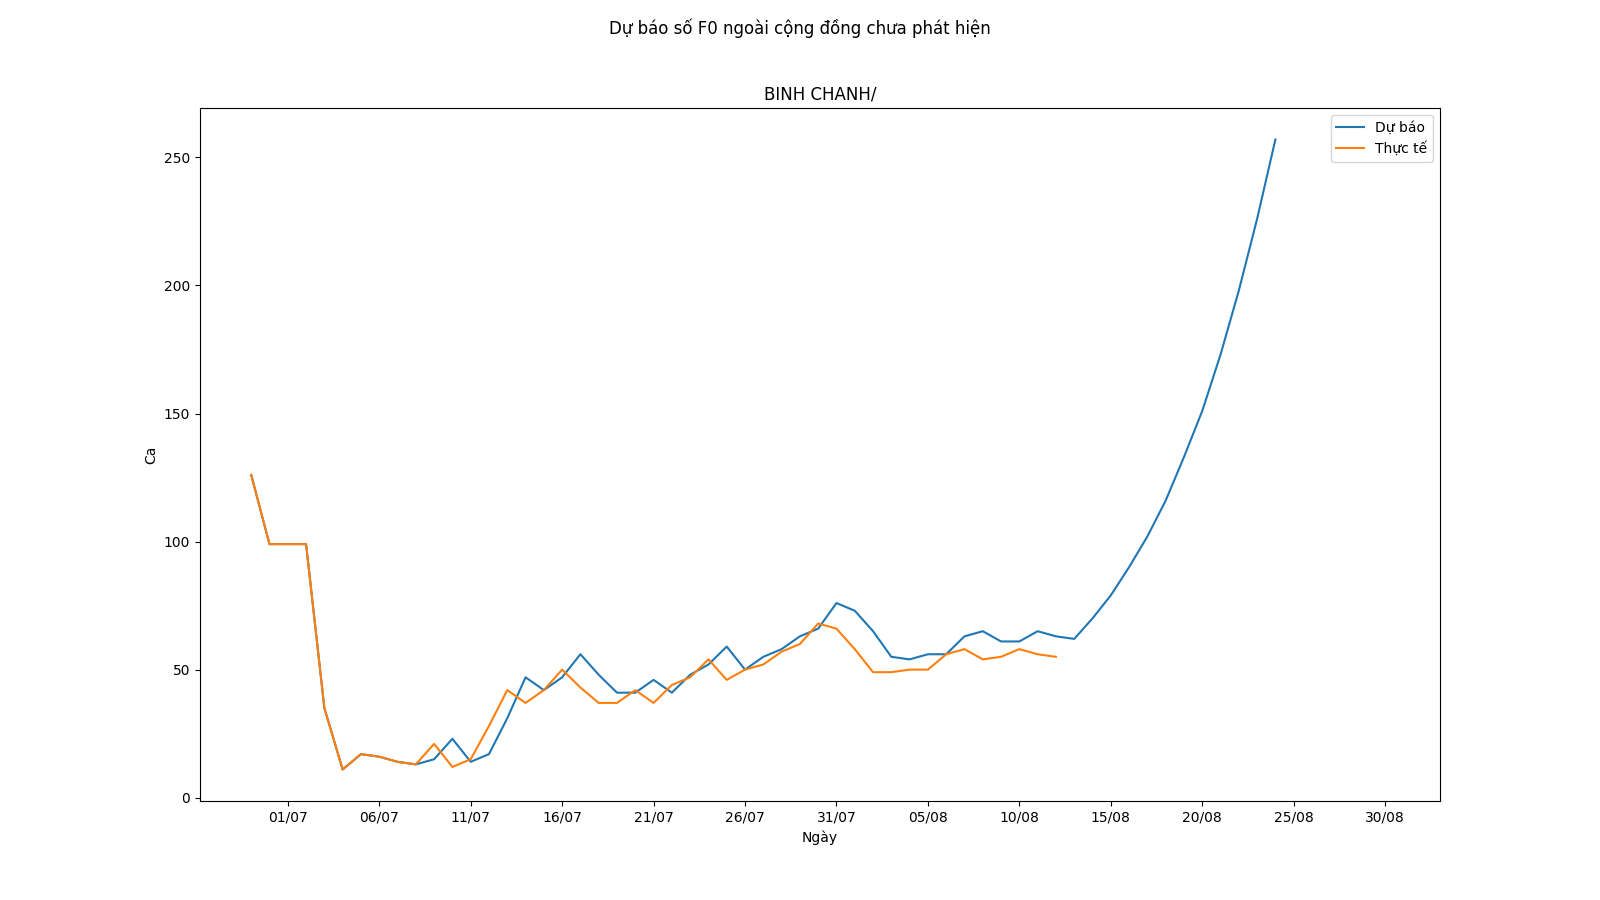 Dự báo số F0 ngoài cộng đồng chưa phát hiện
BINH CHANH/
Dự báo
Thực tế
250
200
150
100
50
0
Ca
01/07 06/07 11/07 16/07 21/07 26/07 31/07 05/08 10/08 15/08 20/08 25/08 30/08
Ngày